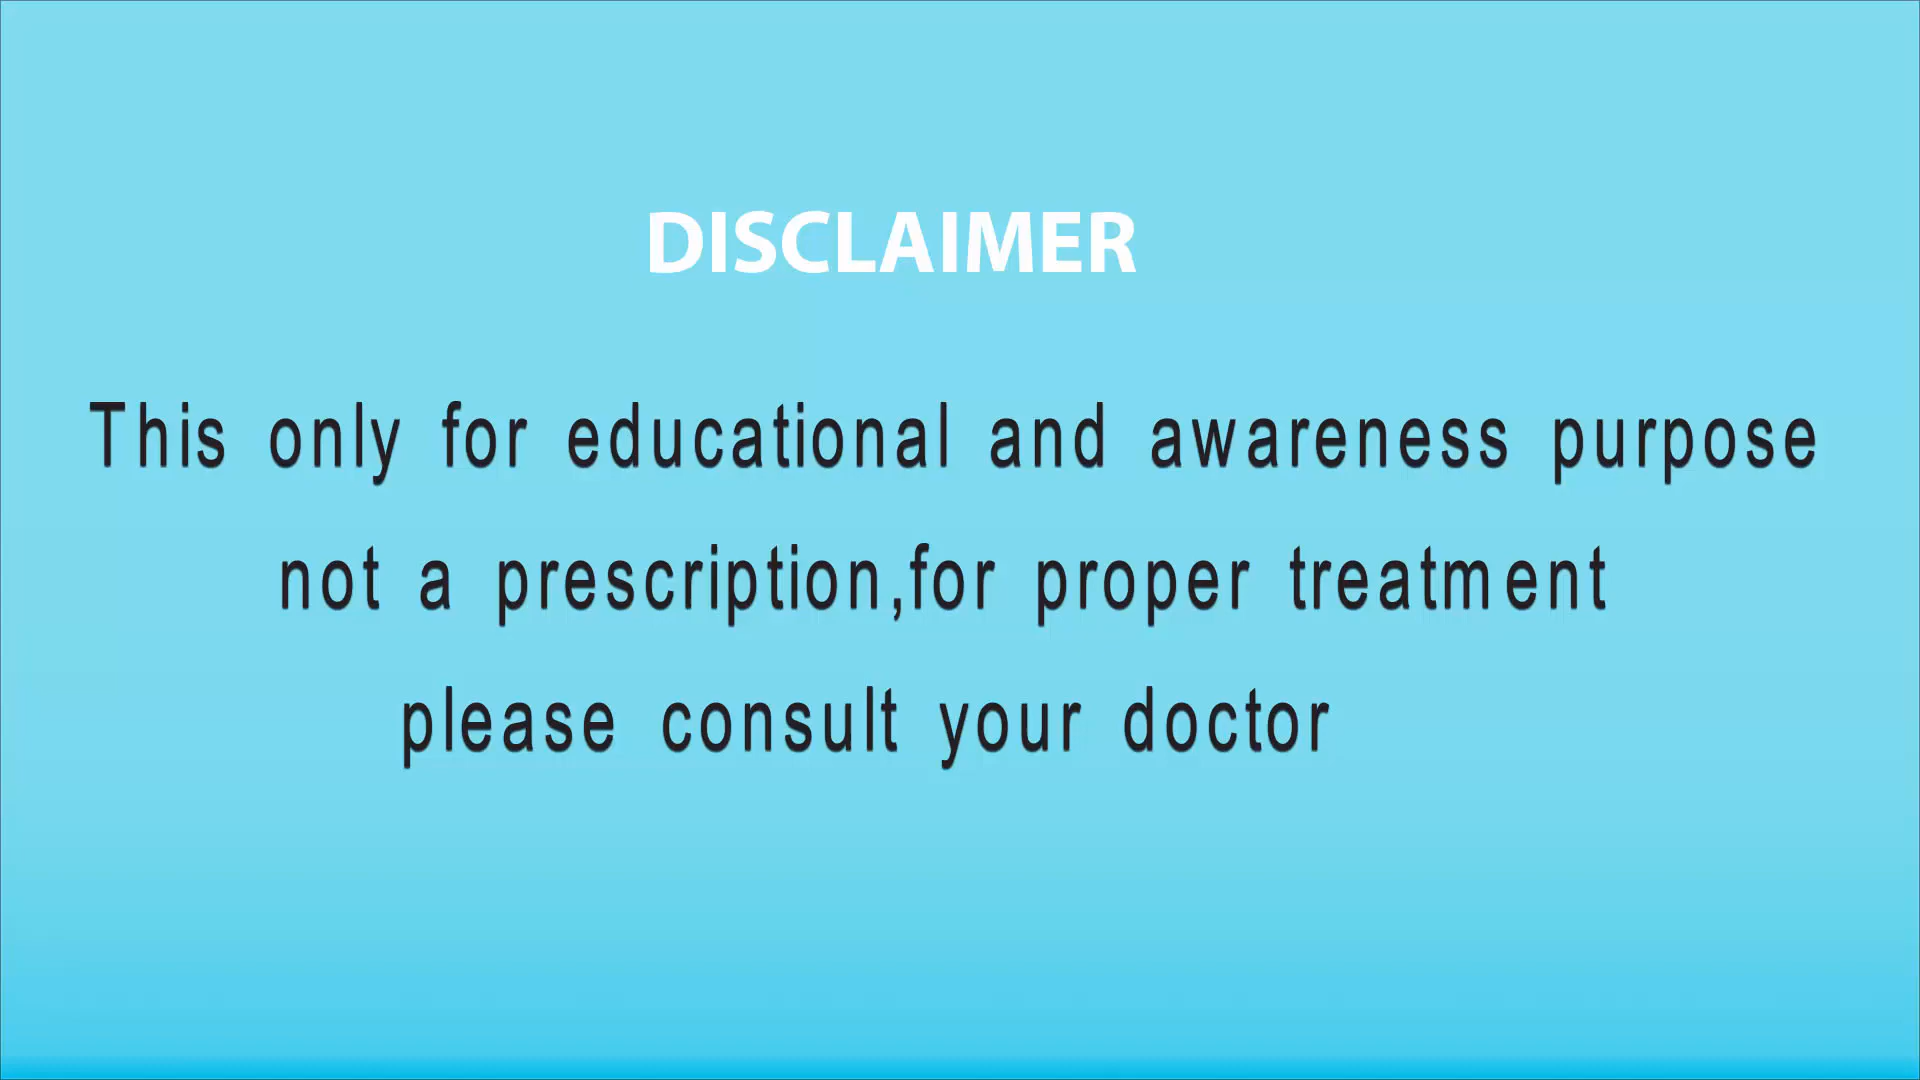 DISCLAIMER
This only for educational and awareness purpose
not a prescription,for proper treatment
please consult your doctor